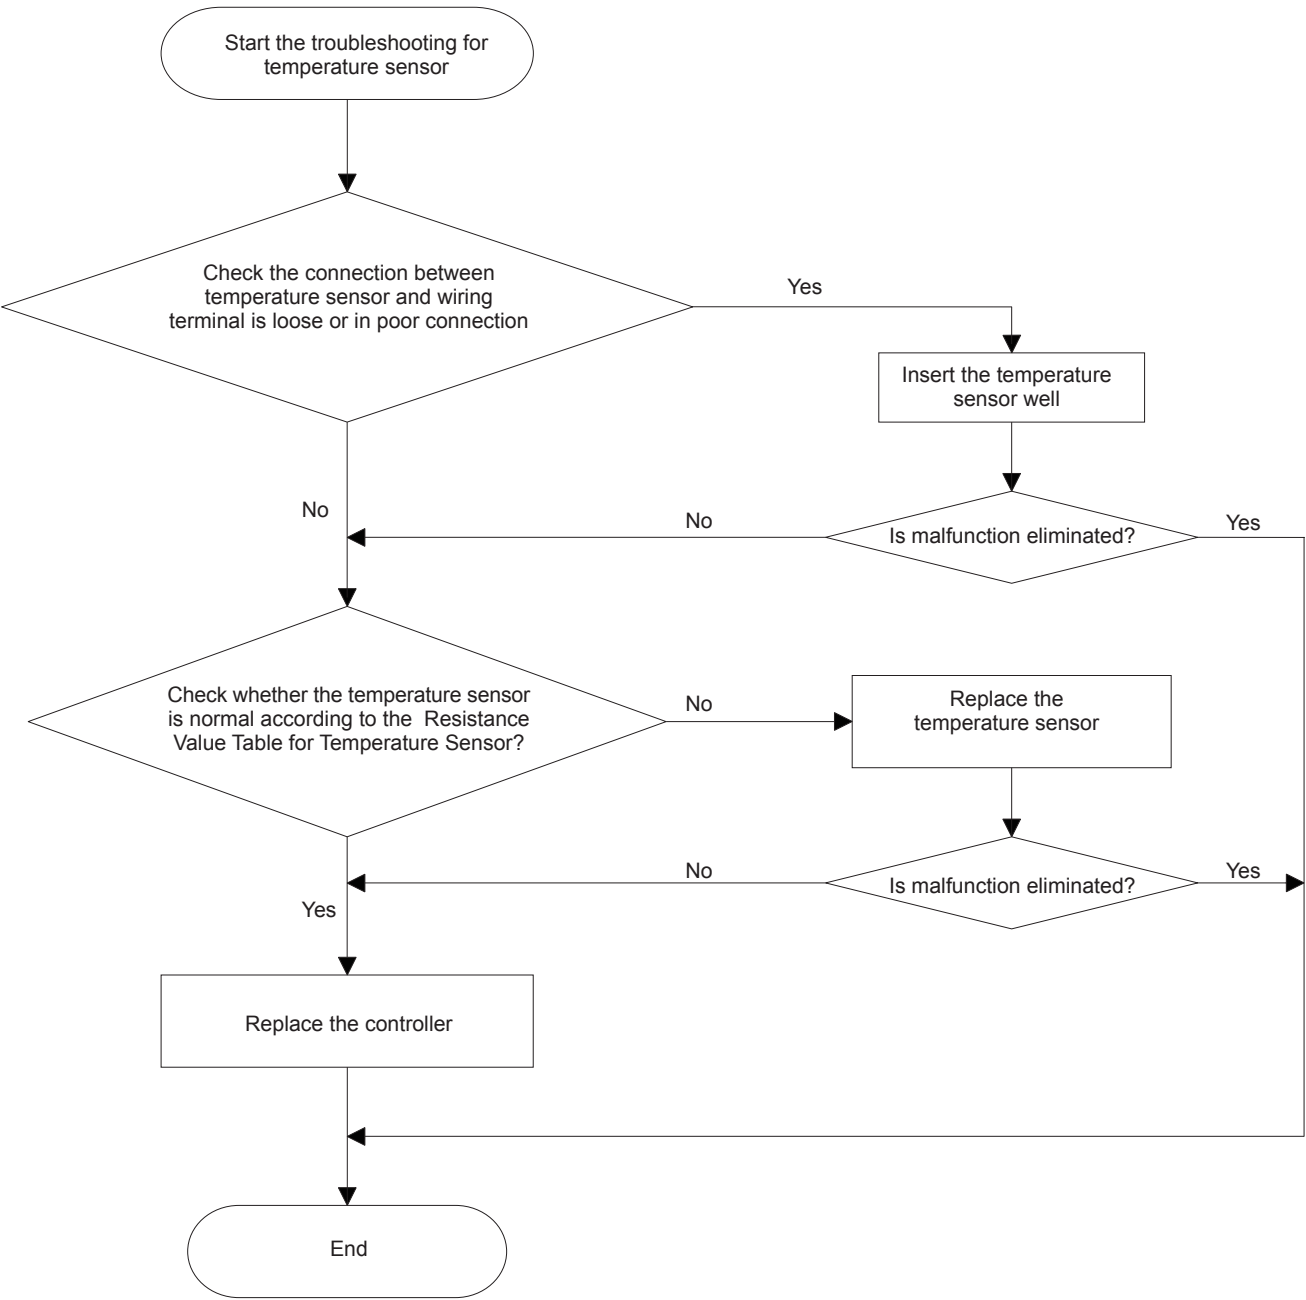 Start the troubleshooting for
temperature sensor
Check the connection between
temperature sensor and wiring
terminal is loose or in poor connection
Yes
Insert the temperature
sensor well
No
No
Is malfunction eliminated?
Yes
Check whether the temperature sensor
is normal according to the Resistance
Value Table for Temperature Sensor?
No
Replace the
temperature sensor
No
Is malfunction eliminated?
Yes
Yes
Replace the controller
End